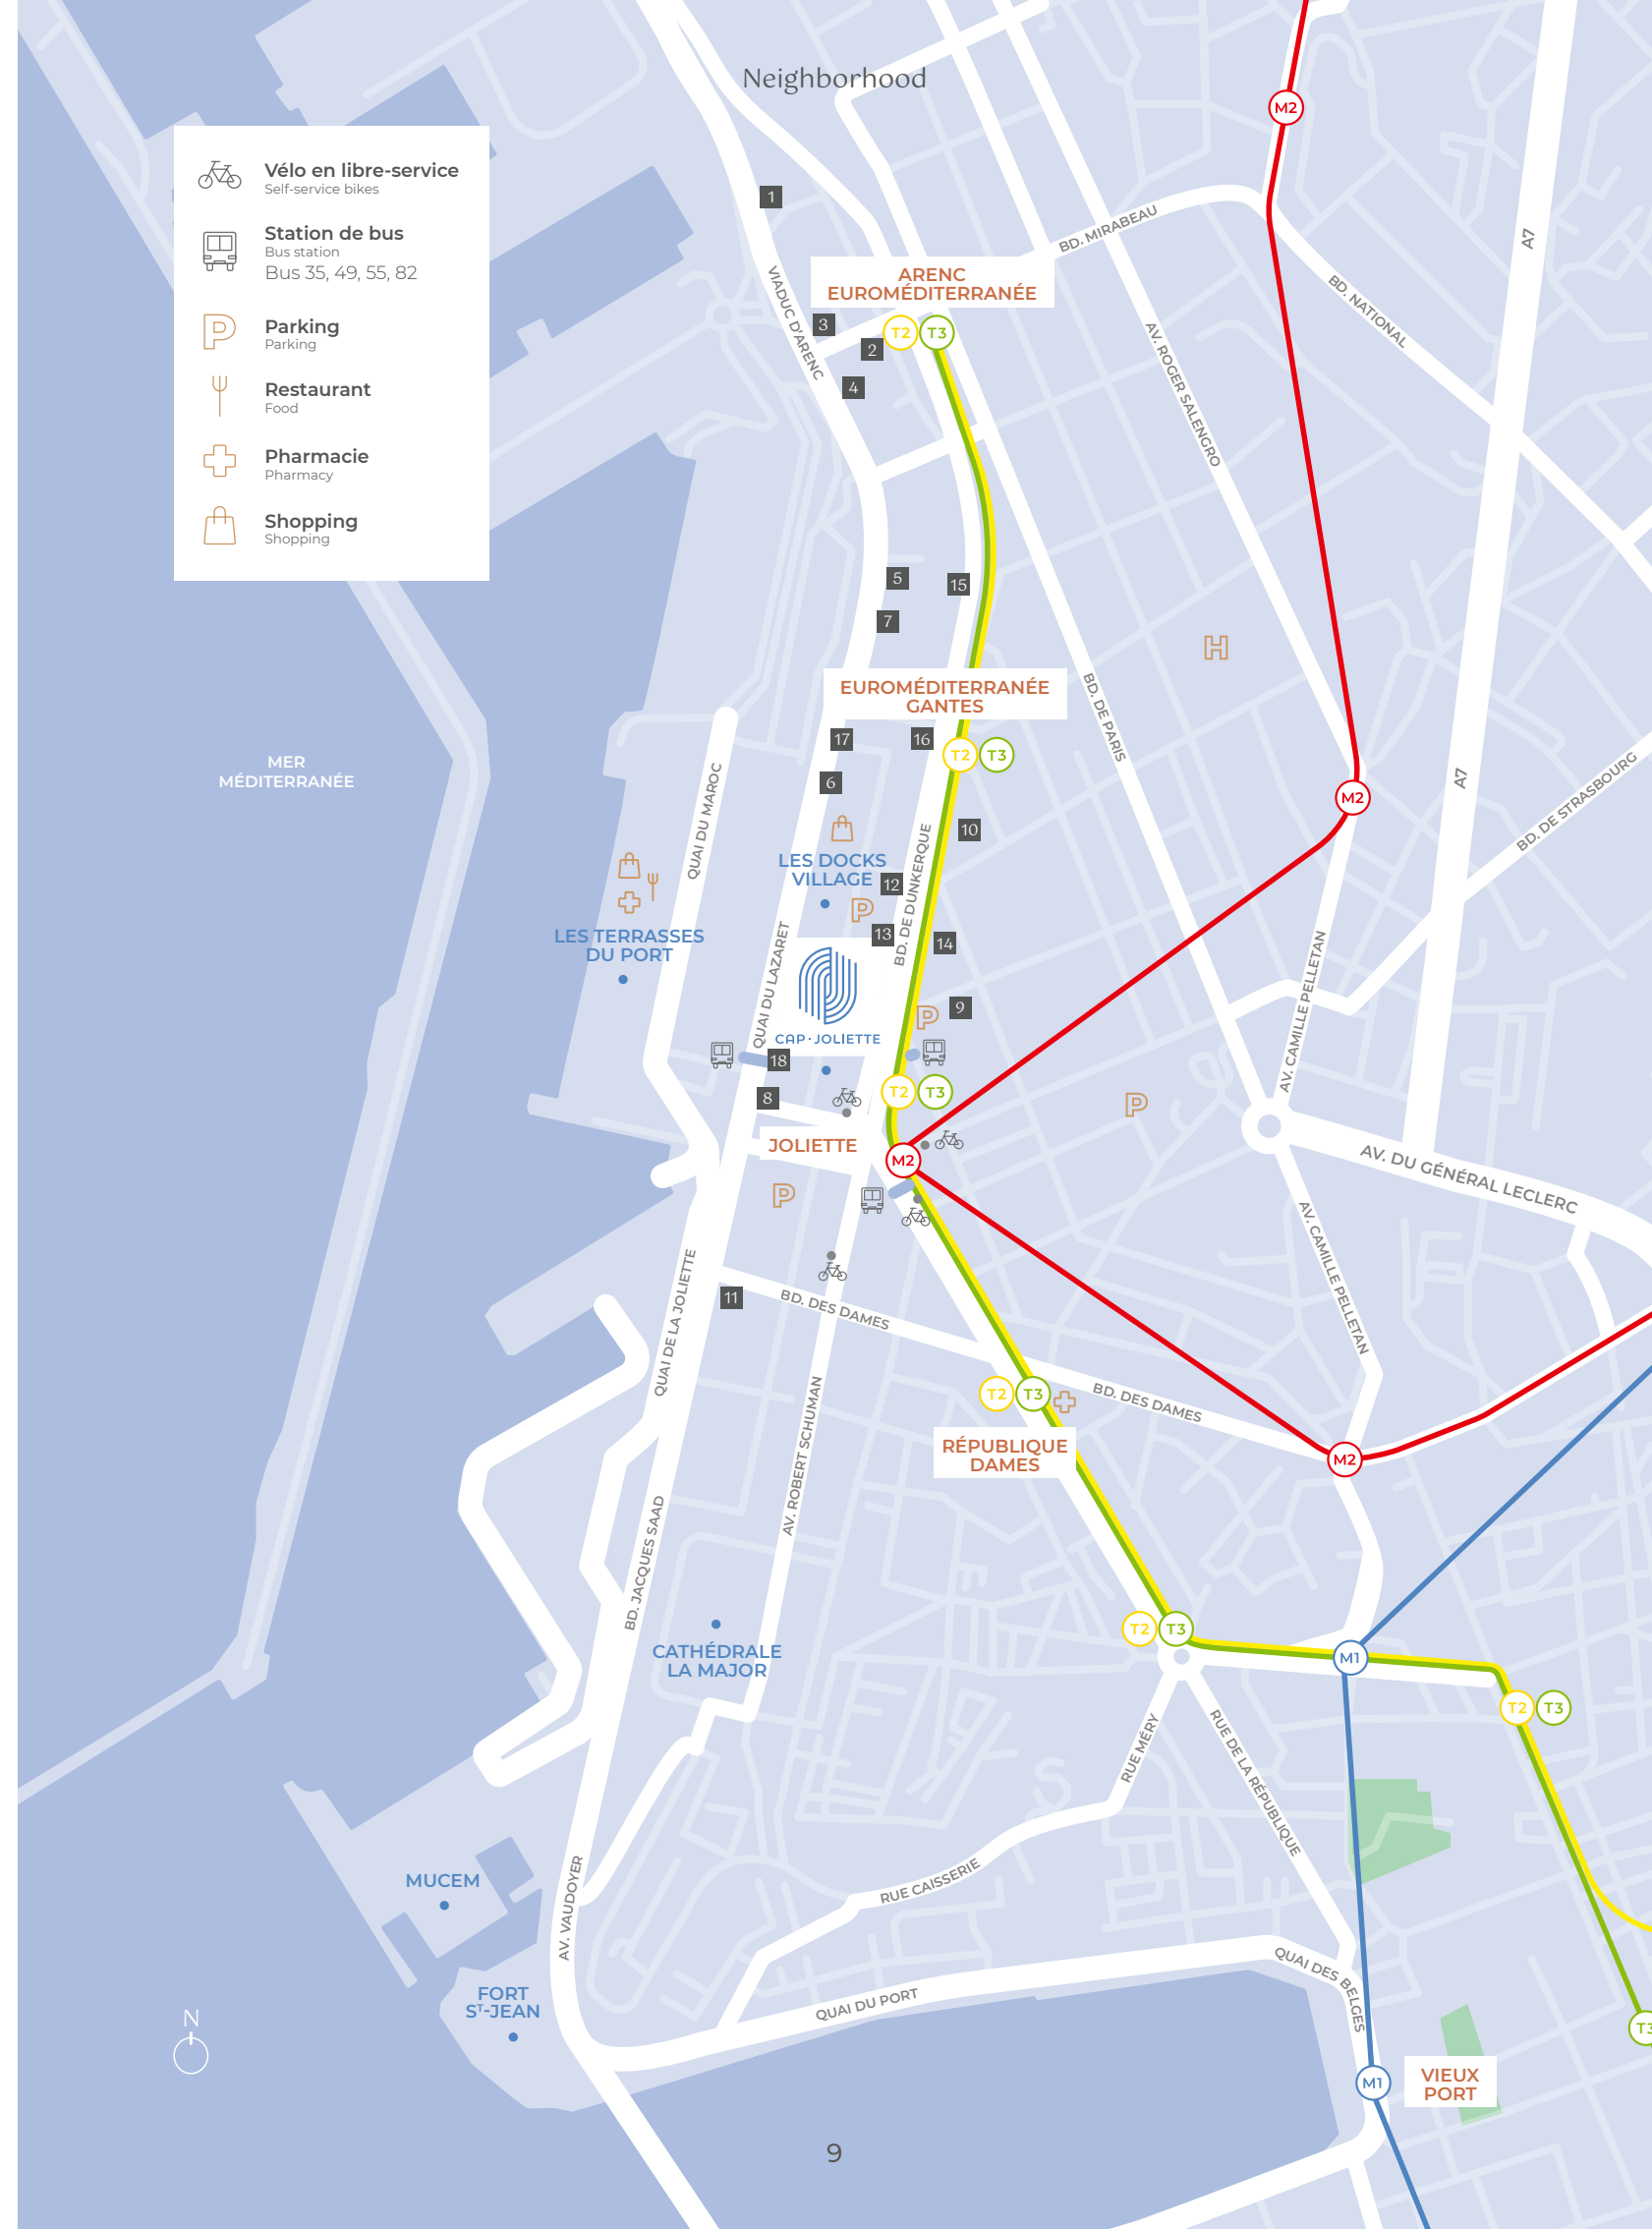 Neighborhood
Vélo en libre-service
Self-service bikes
Station de bus
Bus station
Bus 35, 49, 55, 82
Parking
Parking
Restaurant
Food
Pharmacie
Pharmacy
Shopping
Shopping
M2
1
BD. MIRABEAU
A7
VIADUC D'ARENC
ARENC
EUROMÉDITERRANÉE
BD. NATIONAL
3
T2
T3
2
4
AV. ROGER SALENGRO
5
15
7
H
EUROMÉDITERRANÉE
GANTES
BD. DE PARIS
17
16
T2
T3
MER
MÉDITERRANÉE
6
M2
A7
BD. DE STRASBOURG
QUAI DU MAROC
10
BD. DE DUNKERQUE
LES DOCKS
VILLAGE
12
P
LES TERRASSES
DU PORT
13
14
QUAI DU LAZARET
CAP·JOLIETTE
P
9
AV. CAMILLE PELLETAN
18
8
T2
T3
P
JOLIETTE
M2
AV. DU GÉNÉRAL LECLERC
P
AV. CAMILLE PELLETAN
QUAI DE LA JOLIETTE
11
BD. DES DAMES
T2
T3
BD. DES DAMES
AV. ROBERT SCHUMAN
RÉPUBLIQUE
DAMES
M2
BD. JACQUES SAAD
CATHÉDRALE
LA MAJOR
T2
T3
M1
T2
T3
RUE MÉRY
RUE DE LA RÉPUBLIQUE
MUCEM
AV. VAUDOYER
RUE CAISSERIE
FORT
ST-JEAN
QUAI DU PORT
QUAI DES BELGES
N
T3
M1
VIEUX
PORT
9